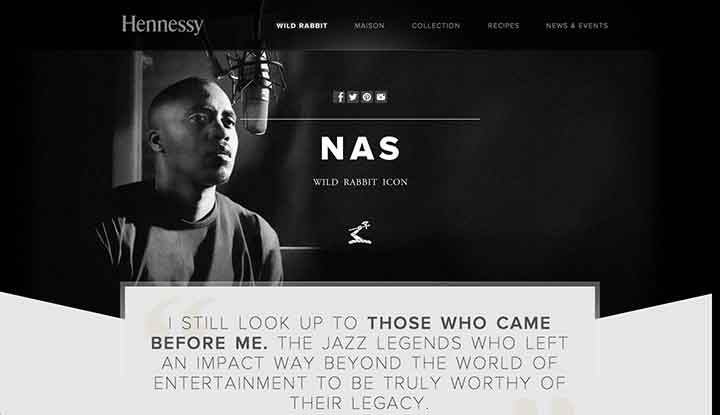 Hennessy
WILD RABBIT MAISON COLLECTION RECIPES NEWS & EVENTS
NAS
WILD RABBIT ICON
I STILL LOOK UP TO THOSE WHO CAME
BEFORE ME. THE JAZZ LEGENDS WHO LEFT
AN IMPACT WAY BEYOND THE WORLD OF
ENTERTAINMENT TO BE TRULY WORTHY OF
THEIR LEGACY.